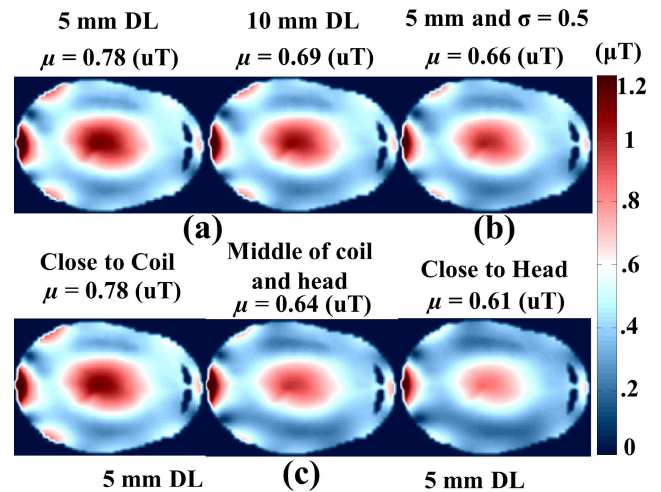 5 mm DL 10 mm DL 5 mm and σ = 0.5
μ = 0.78 (uT) μ = 0.69 (uT) μ = 0.66 (uT) (μT)
1.2
1
.8
.6
.4
.2
0
(a) (b)
Close to Coil Middle of coil and head Close to Head
μ = 0.78 (uT) μ = 0.64 (uT) μ = 0.61 (uT)
5 mm DL (c) 5 mm DL